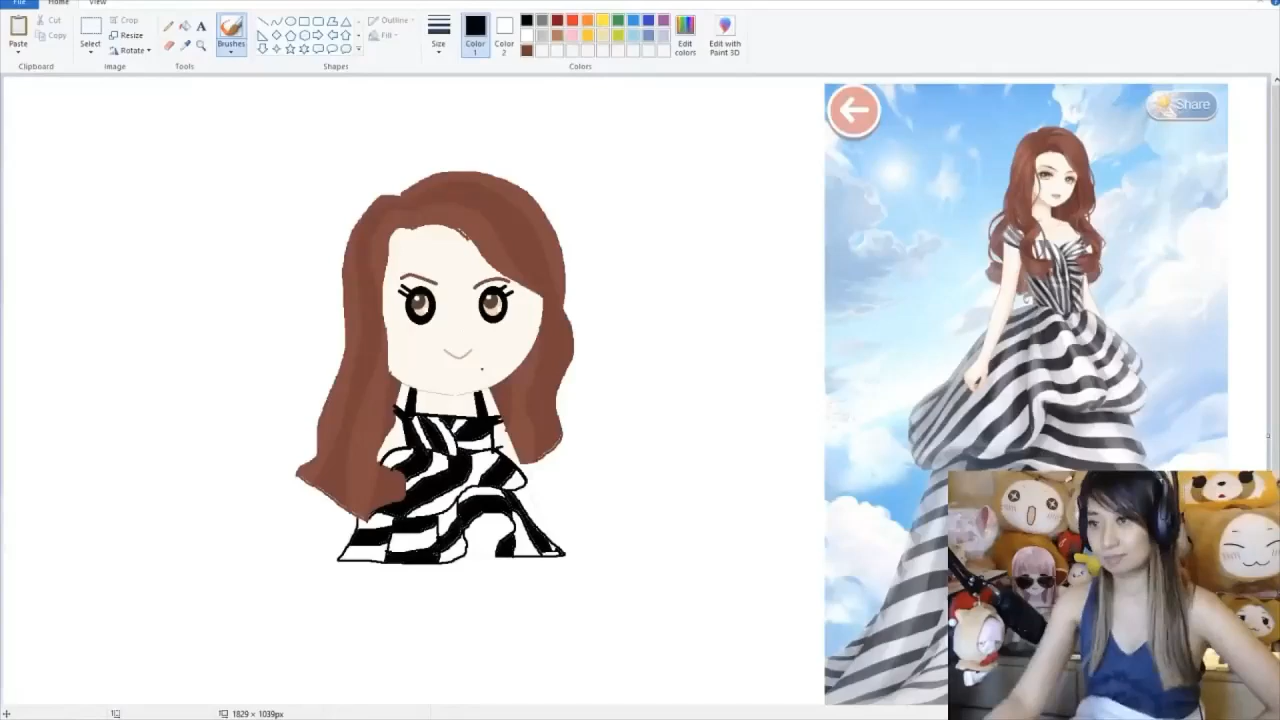 File Home View
Paste Cut Copy Clipboard
Select Crop Resize Rotate Image
A
Tools
Brushes
Outline Fill Shapes
Size
Color 1 Color 2 Edit colors Edit with Paint 3D Colors
Share
1829 × 1039px